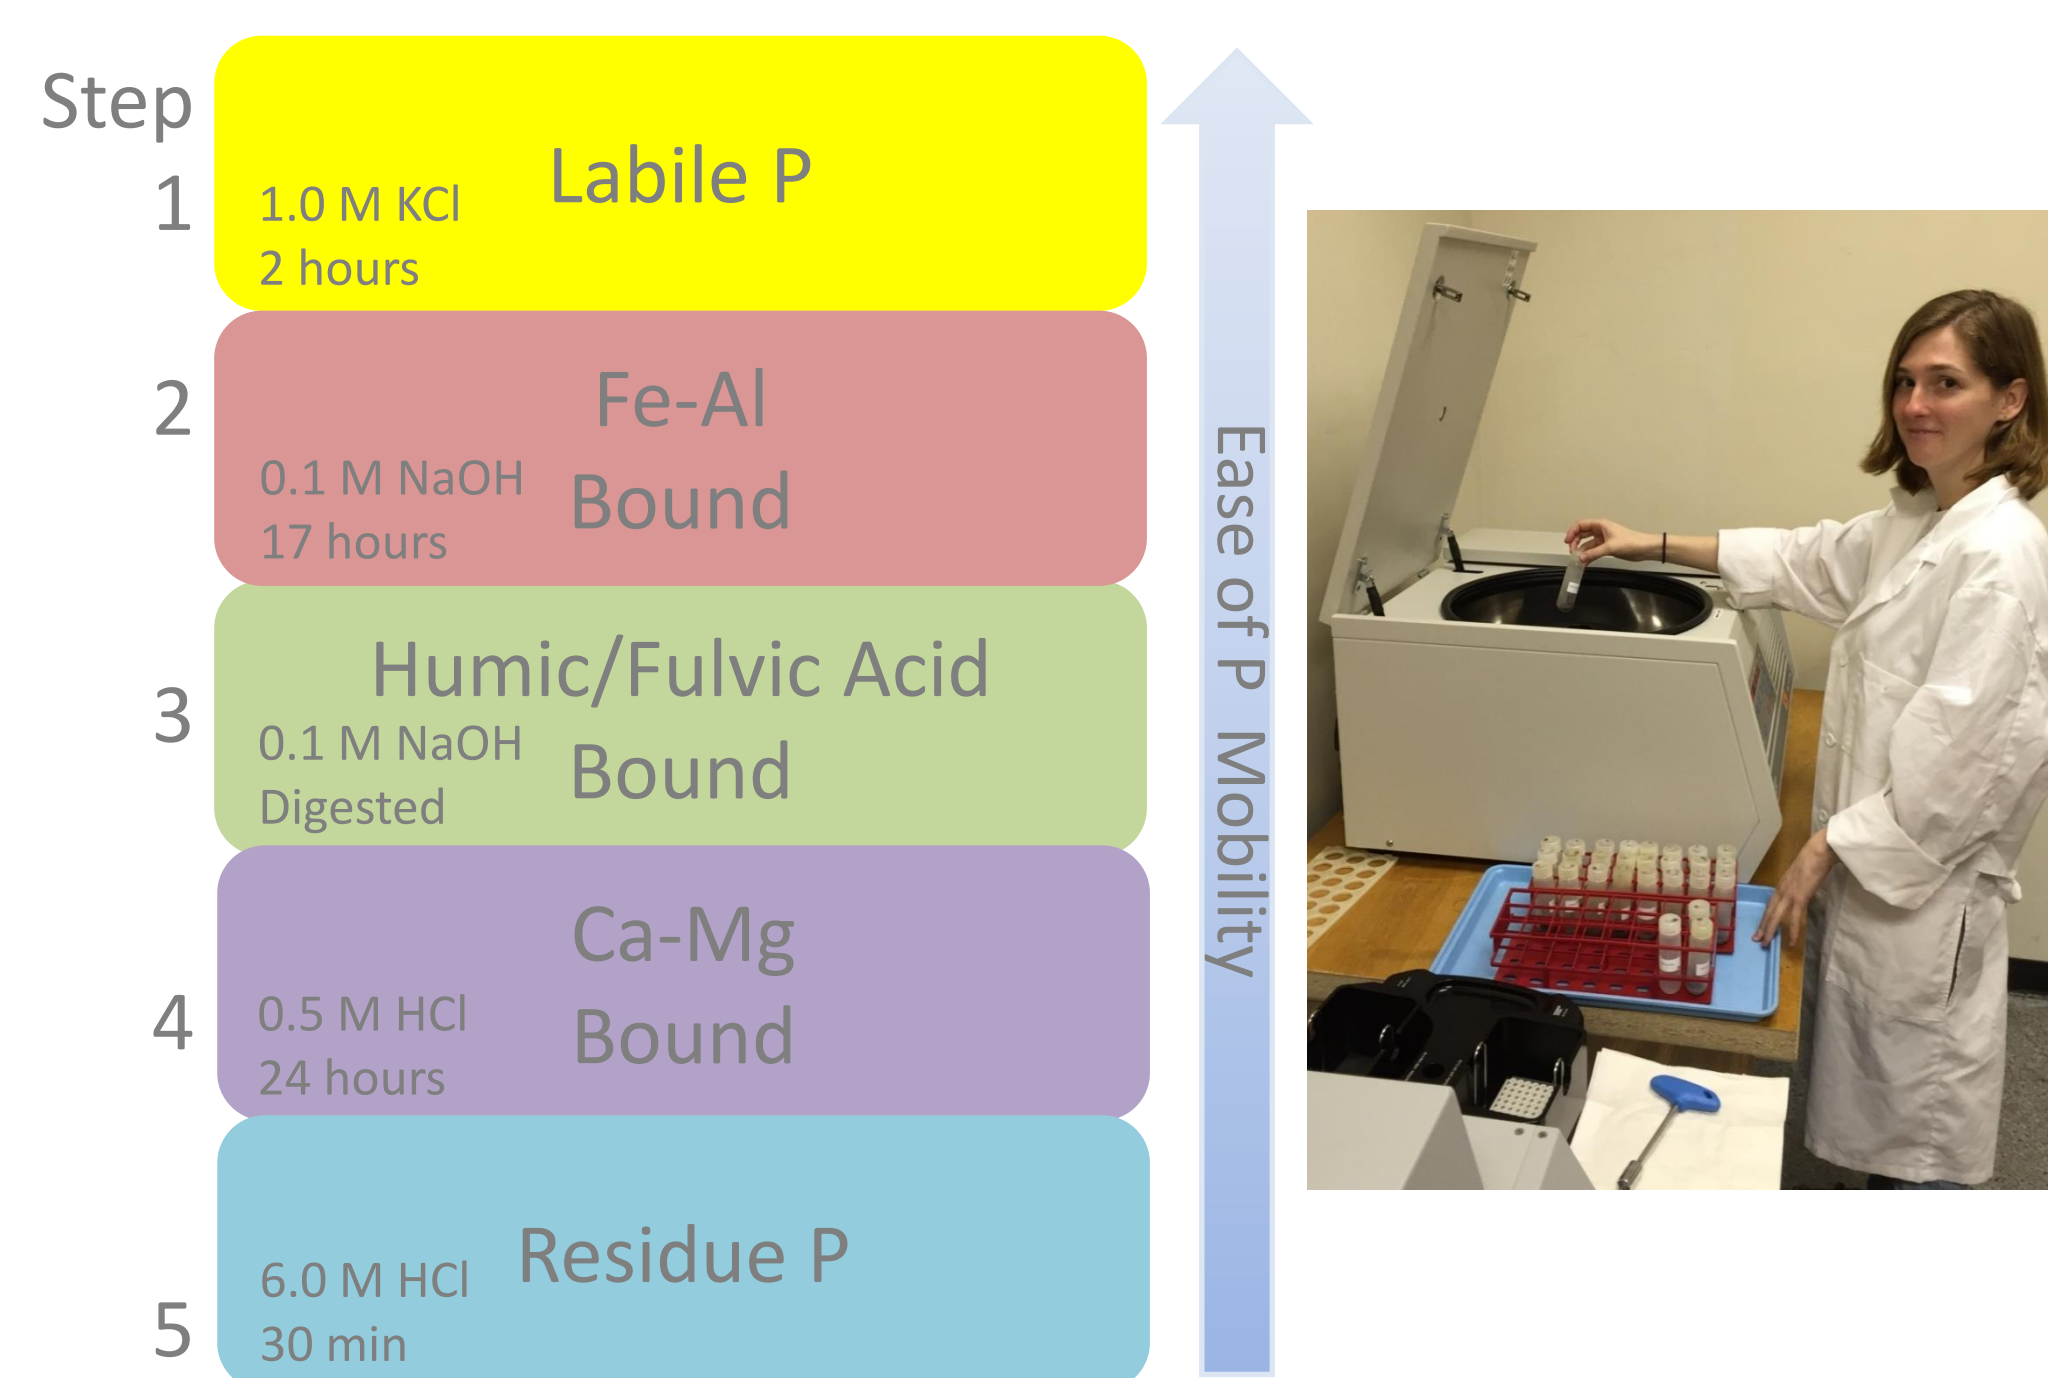 Step
1
Labile P
1.0 M KCl
2 hours
2
Fe-Al
Bound
0.1 M NaOH
17 hours
3
Humic/Fulvic Acid
Bound
0.1 M NaOH
Digested
4
Ca-Mg
Bound
0.5 M HCl
24 hours
5
Residue P
6.0 M HCl
30 min
Ease of P Mobility